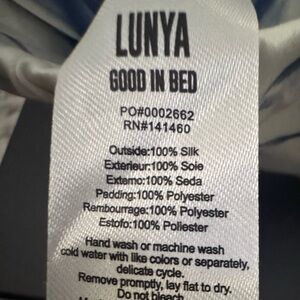 LUNYA
GOOD IN BED
PO#0002662
RN#141460
Outside:100% Silk
Exterieur:100% Soie
Externo:100% Seda
Padding:100% Polyester
Rembourrage:100% Polyester
Estofo:100% Poliester
Hand wash or machine wash
cold water with like colors or separately,
delicate cycle.
Remove promptly, lay flat to dry.
Do not bleach